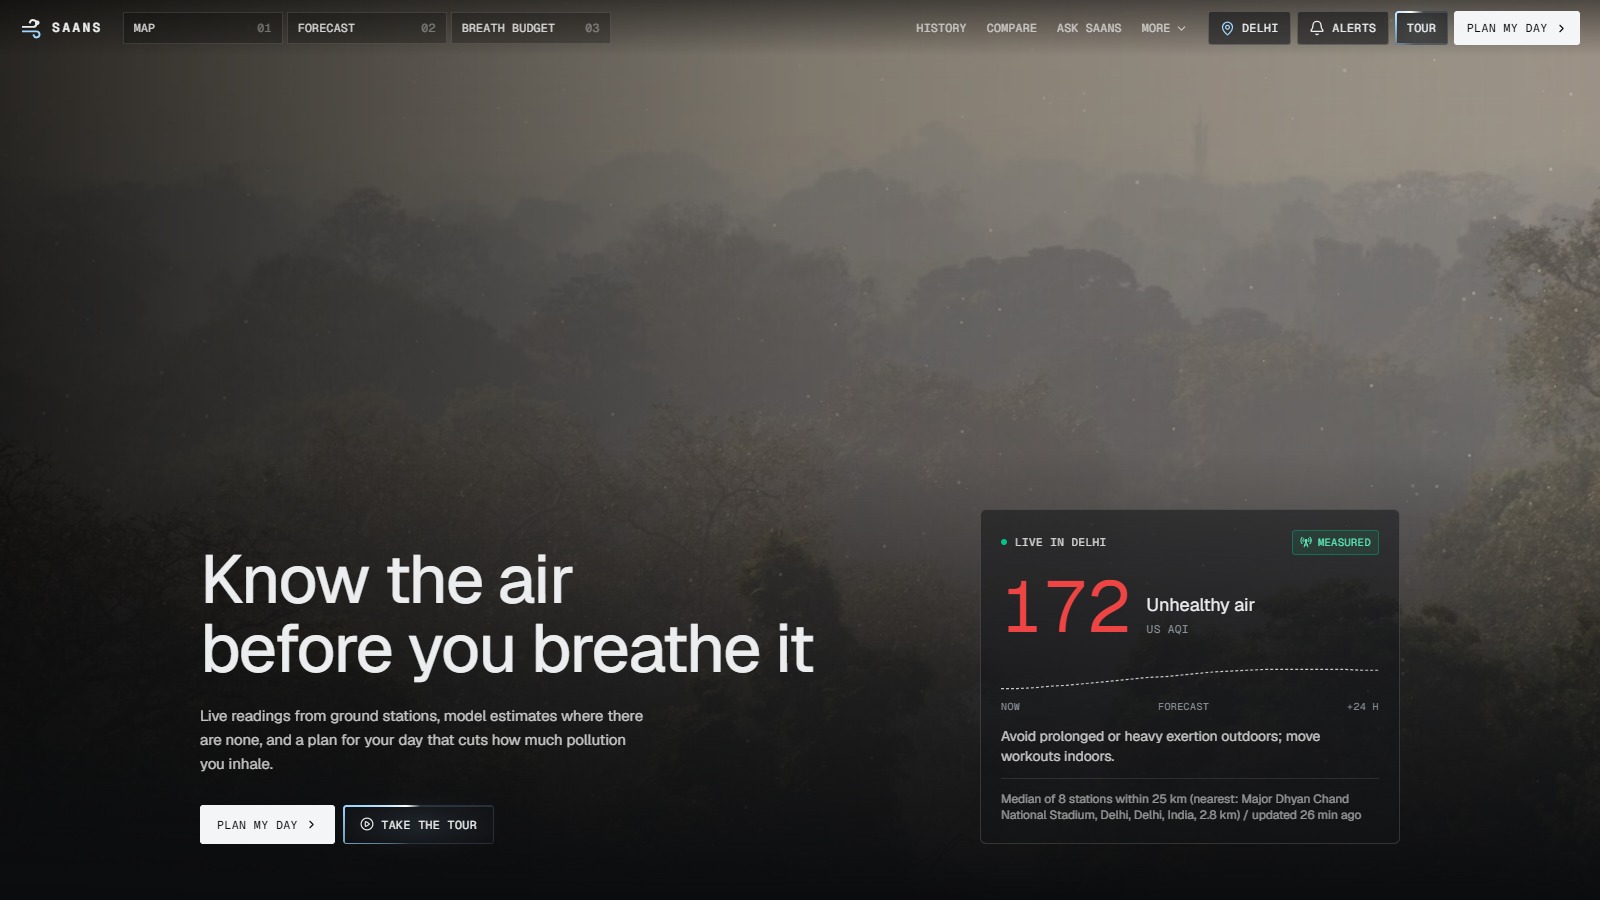 SAANS
MAP 01
FORECAST 02
BREATH BUDGET 03
HISTORY
COMPARE
ASK SAANS
MORE
DELHI
ALERTS
TOUR
PLAN MY DAY
Know the air
before you breathe it
Live readings from ground stations, model estimates where there
are none, and a plan for your day that cuts how much pollution
you inhale.
PLAN MY DAY
TAKE THE TOUR
LIVE IN DELHI
MEASURED
172
Unhealthy air
US AQI
NOW FORECAST +24 H
Avoid prolonged or heavy exertion outdoors; move
workouts indoors.
Median of 8 stations within 25 km (nearest: Major Dhyan Chand
National Stadium, Delhi, Delhi, India, 2.8 km) / updated 26 min ago